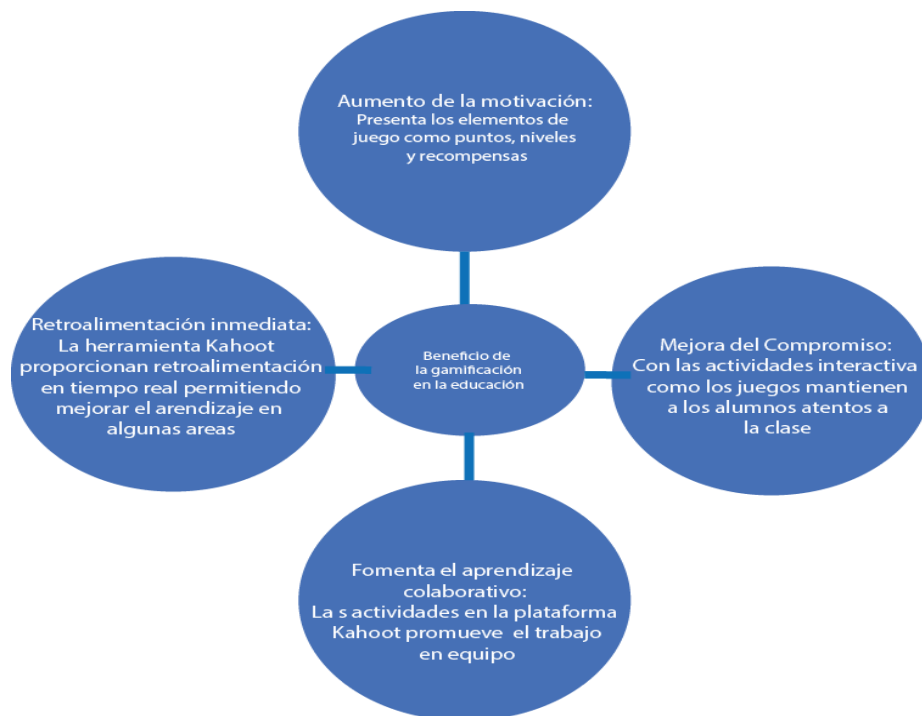 Aumento de la motivación:
Presenta los elementos de
juego como puntos, niveles
y recompensas
Retroalimentación inmediata:
La herramienta Kahoot
proporcionan retroalimentación
en tiempo real permitiendo
mejorar el arendizaje en
algunas areas
Beneficio de
la gamificación
en la educación
Mejora del Compromiso:
Con las actividades interactiva
como los juegos mantienen
a los alumnos atentos a
la clase
Fomenta el aprendizaje
colaborativo:
La s actividades en la plataforma
Kahoot promueve el trabajo
en equipo